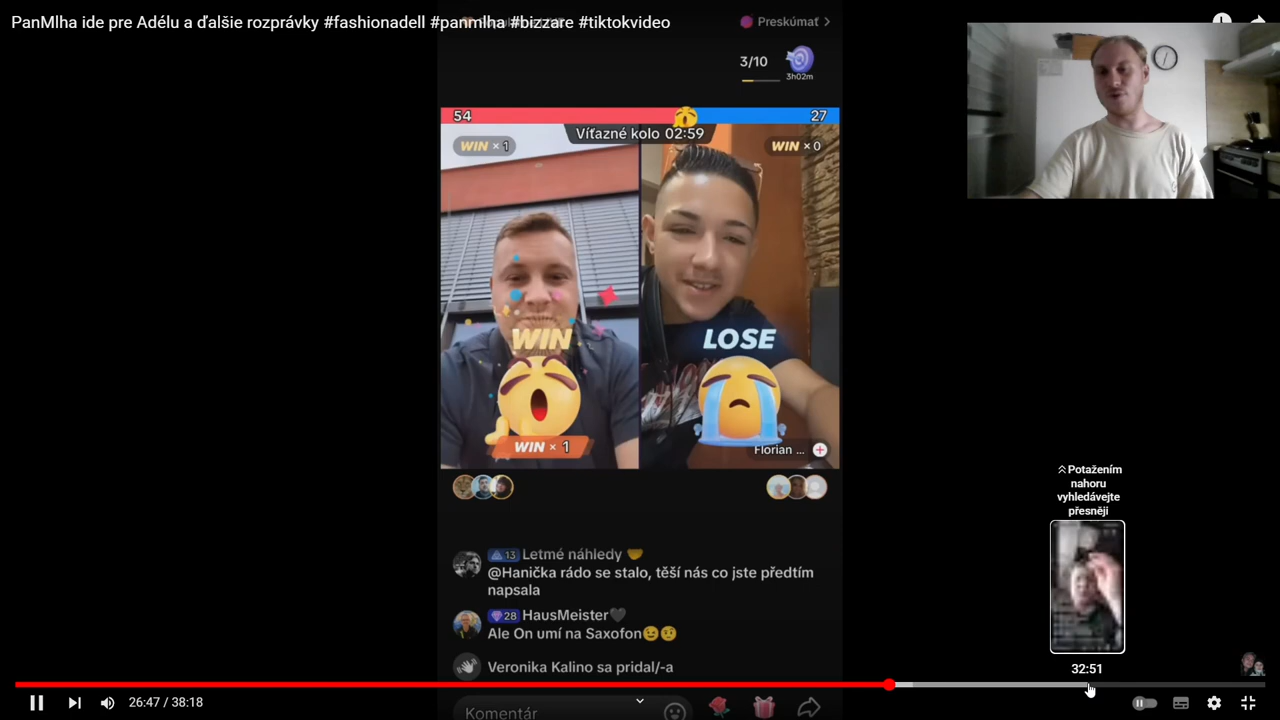 PanMlha ide pre Adélu a ďalšie rozprávky #fashionadell #panmlha #bizzare #tiktokvideo
Preskúmať >
3/10
3h02m
54
27
Víťazné kolo 02:59
WIN × 1
WIN × 0
WIN
LOSE
WIN × 1
Florian ...
13 Letmé náhledy
@Hanička rádo se stalo, těší nás co jste předtím
napsala
28 HausMeister🖤
Ale On umí na Saxofon😉🤨
Veronika Kalino sa pridal/-a
Komentár
Potažením
nahoru
vyhledávejte
přesněji
32:51
26:47 / 38:18